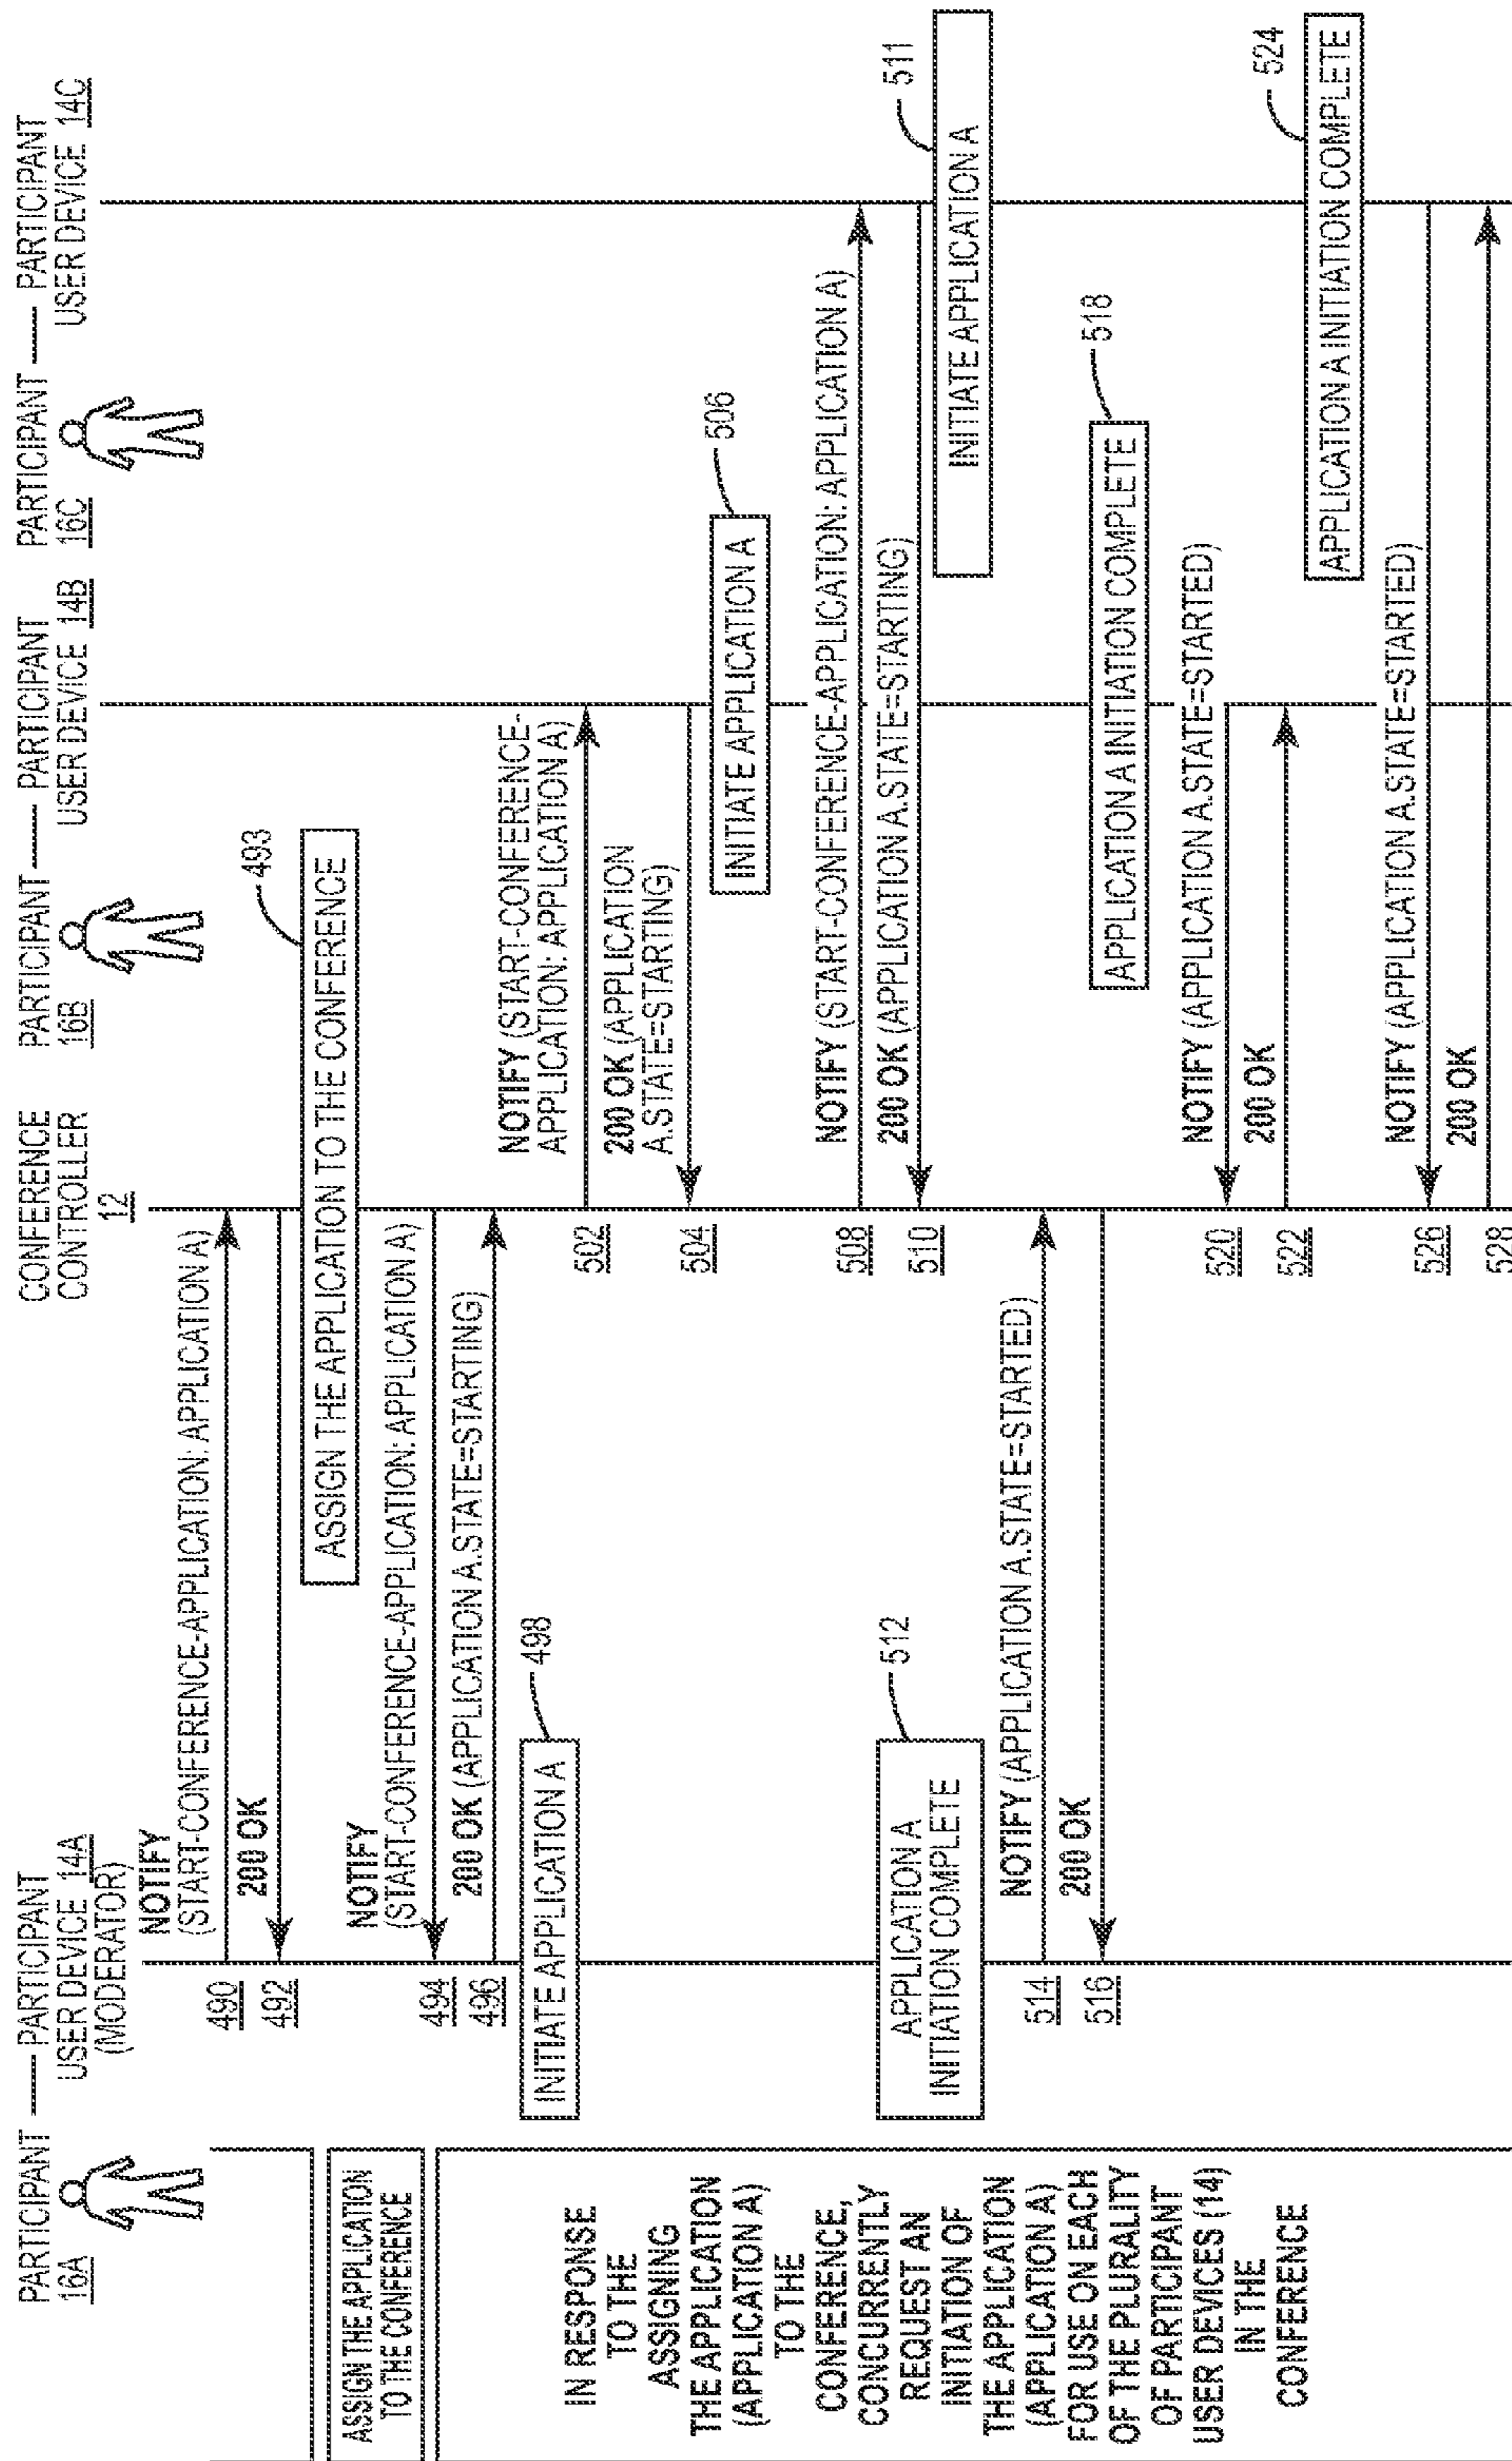 PARTICIPANT
16A
PARTICIPANT
USER DEVICE 14A
(MODERATOR)
CONFERENCE
CONTROLLER
12
PARTICIPANT
16B
PARTICIPANT
USER DEVICE 14B
PARTICIPANT
16C
PARTICIPANT
USER DEVICE 14C
ASSIGN THE APPLICATION
TO THE CONFERENCE
IN RESPONSE
TO THE
ASSIGNING
THE APPLICATION
(APPLICATION A)
TO THE
CONFERENCE,
CONCURRENTLY
REQUEST AN
INITIATION OF
THE APPLICATION
(APPLICATION A)
FOR USE ON EACH
OF THE PLURALITY
OF PARTICIPANT
USER DEVICES (14)
IN THE
CONFERENCE
NOTIFY
(START-CONFERENCE-APPLICATION: APPLICATION A)
490
200 OK
492
493
ASSIGN THE APPLICATION TO THE CONFERENCE
NOTIFY
(START-CONFERENCE-APPLICATION: APPLICATION A)
494
200 OK (APPLICATION A.STATE=STARTING)
496
498
INITIATE APPLICATION A
NOTIFY (START-CONFERENCE-
APPLICATION: APPLICATION A)
502
200 OK (APPLICATION
A.STATE=STARTING)
504
506
INITIATE APPLICATION A
NOTIFY (START-CONFERENCE-APPLICATION: APPLICATION A)
508
200 OK (APPLICATION A.STATE=STARTING)
510
511
INITIATE APPLICATION A
512
APPLICATION A
INITIATION COMPLETE
NOTIFY (APPLICATION A.STATE=STARTED)
514
200 OK
516
518
APPLICATION A INITIATION COMPLETE
NOTIFY (APPLICATION A.STATE=STARTED)
520
200 OK
522
524
APPLICATION A INITIATION COMPLETE
NOTIFY (APPLICATION A.STATE=STARTED)
526
200 OK
528